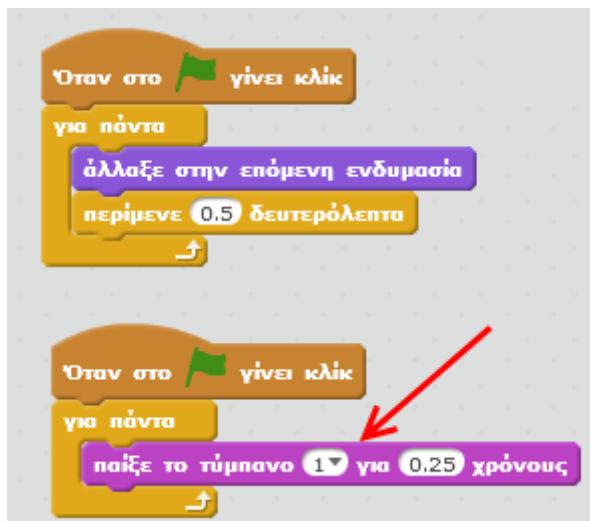 Όταν στο γίνει κλίκ
για πάντα
άλλαξε στην επόμενη ενδυμασία
περίμενε 0.5 δευτερόλεπτα
Όταν στο γίνει κλίκ
για πάντα
παίξε το τύμπανο 1 για 0.25 χρόνους